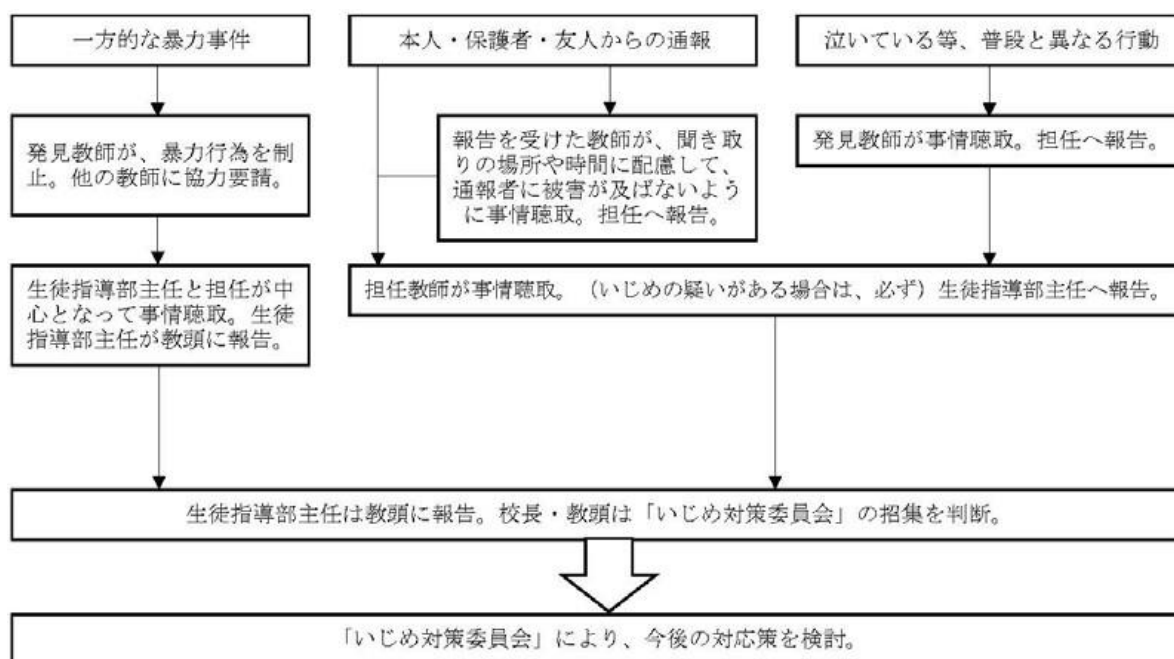 一方的な暴力事件
本人・保護者・友人からの通報
泣いている等、普段と異なる行動
発見教師が、暴力行為を制
止。他の教師に協力要請。
報告を受けた教師が、聞き取
りの場所や時間に配慮して、
通報者に被害が及ばないよう
に事情聴取。担任へ報告。
発見教師が事情聴取。担任へ報告。
生徒指導部主任と担任が中
心となって事情聴取。生徒
指導部主任が教頭に報告。
担任教師が事情聴取。（いじめの疑いがある場合は、必ず）生徒指導部主任へ報告。
生徒指導部主任は教頭に報告。校長・教頭は「いじめ対策委員会」の招集を判断。
「いじめ対策委員会」により、今後の対応策を検討。